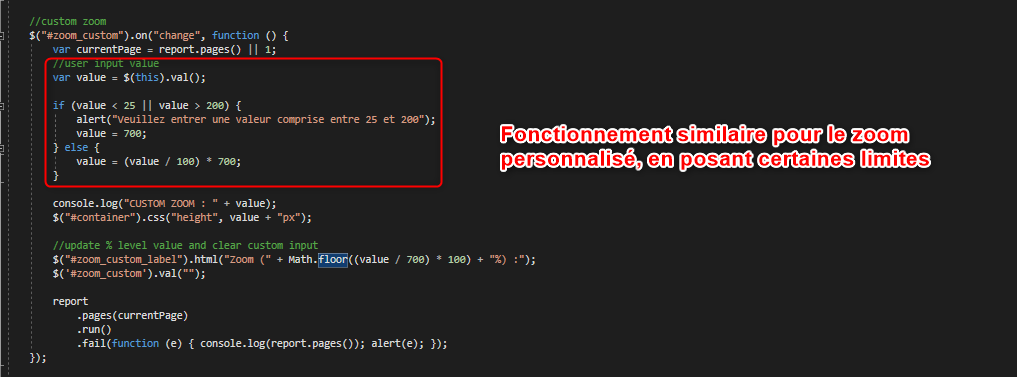 //custom zoom
$("#zoom_custom").on("change", function () {
var currentPage = report.pages() || 1;
//user input value
var value = $(this).val();
if (value < 25 || value > 200) {
alert("Veuillez entrer une valeur comprise entre 25 et 200");
value = 700;
} else {
value = (value / 100) * 700;
}
Fonctionnement similaire pour le zoom
personnalisé, en posant certaines limites
console.log("CUSTOM ZOOM : " + value);
$("#container").css("height", value + "px");
//update % level value and clear custom input
$("#zoom_custom_label").html("Zoom (" + Math.floor((value / 700) * 100) + "%) :");
$('#zoom_custom').val("");
report
.pages(currentPage)
.run()
.fail(function (e) { console.log(report.pages()); alert(e); });
});